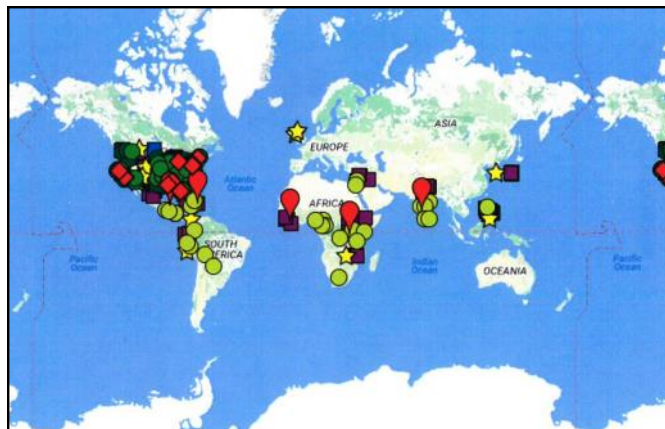 ASIA
EUROPE
Atlantic
Ocean
AFRICA
SOUTH
AMERICA
Pacific
Ocean
Indian
Ocean
OCEANIA
Pacific
Ocean